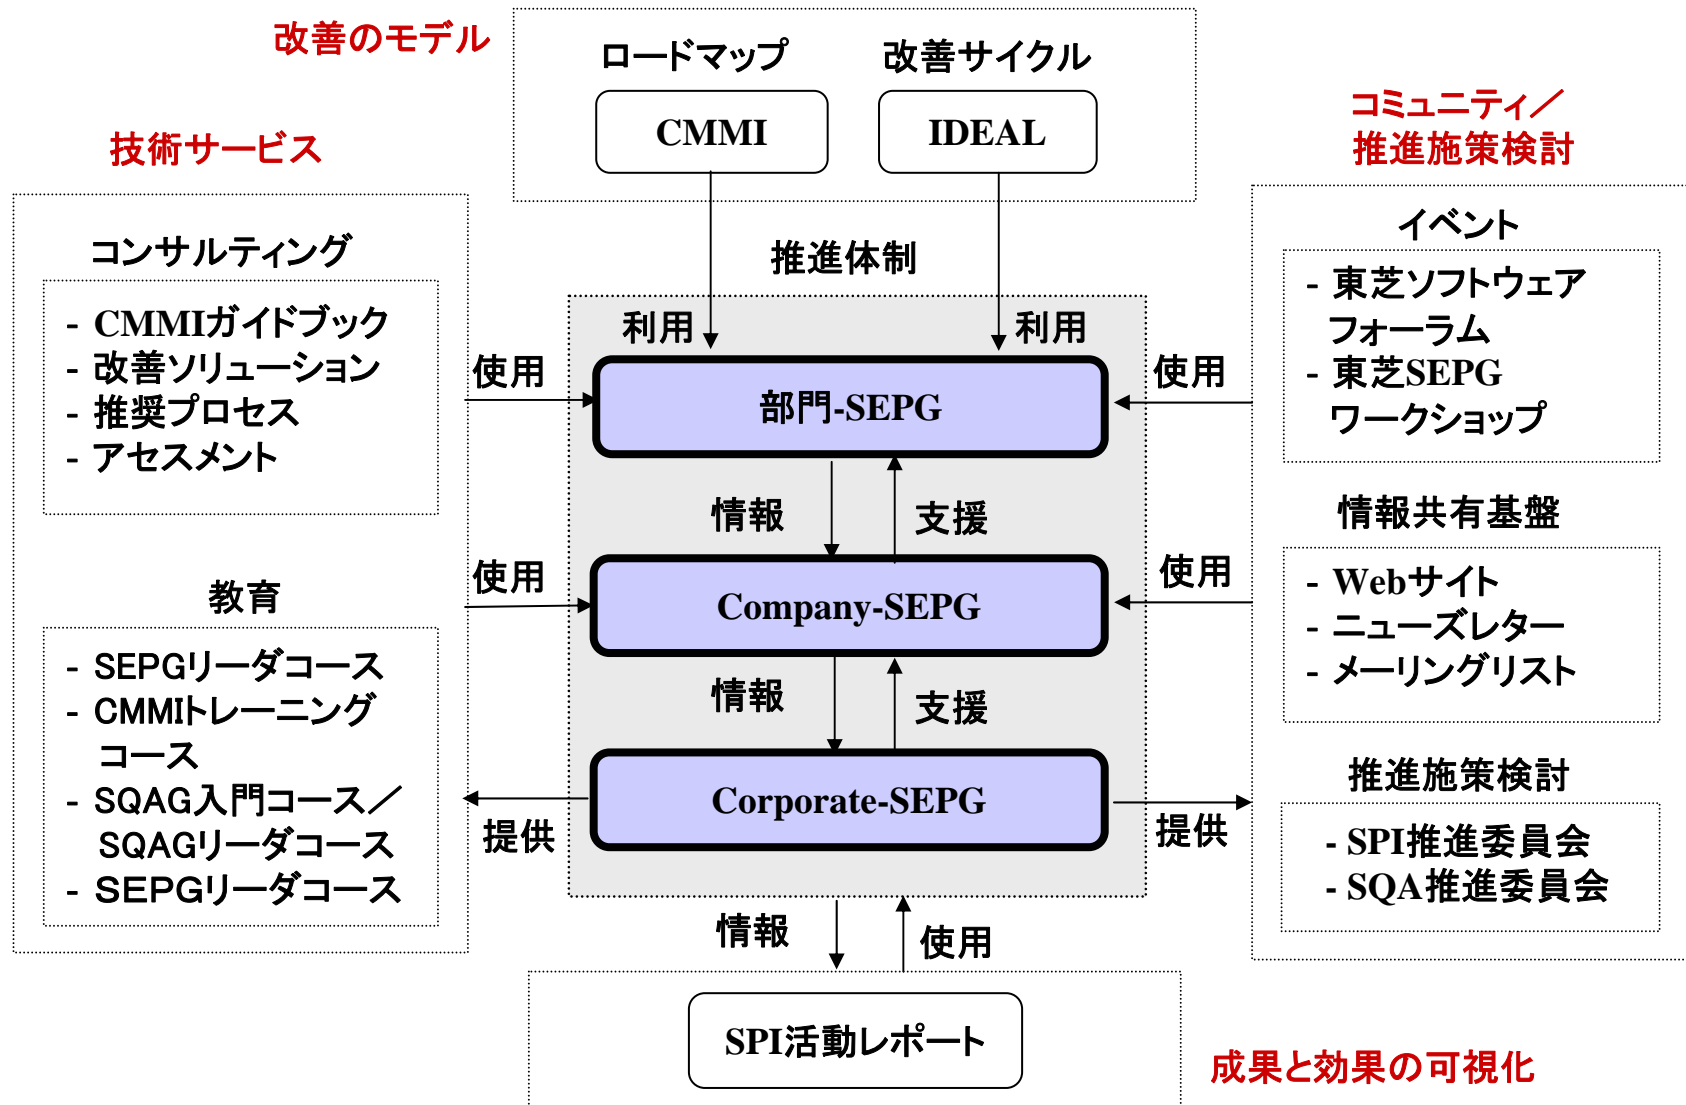 改善のモデル
ロードマップ
改善サイクル
CMMI
IDEAL
技術サービス
コンサルティング
- CMMIガイドブック
- 改善ソリューション
- 推奨プロセス
- アセスメント
教育
- SEPGリーダコース
- CMMIトレーニング
コース
- SQAG入門コース／
SQAGリーダコース
- SEPGリーダコース
推進体制
利用
利用
使用
使用
部門-SEPG
情報
支援
使用
使用
Company-SEPG
情報
支援
Corporate-SEPG
提供
提供
情報
使用
SPI活動レポート
成果と効果の可視化
コミュニティ／
推進施策検討
イベント
- 東芝ソフトウェア
フォーラム
- 東芝SEPG
ワークショップ
情報共有基盤
- Webサイト
- ニューズレター
- メーリングリスト
推進施策検討
- SPI推進委員会
- SQA推進委員会